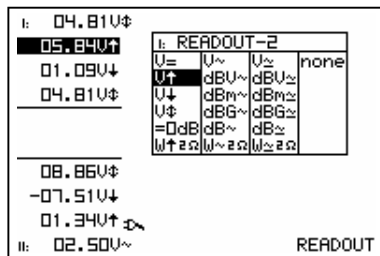 I: 04.81V⇕
05.84V↑
01.09V↓
04.81V⇕
I: READOUT-2
V= V~ V≃ none
V↑ dBV~ dBV≃
V↓ dBm~ dBm≃
V⇕ dBG~ dBG≃
=0dB dB~ dB≃
W↑2Ω W~2Ω W≃2Ω
08.86V⇕
-07.51V↓
01.34V↑
II: 02.50V~ READOUT